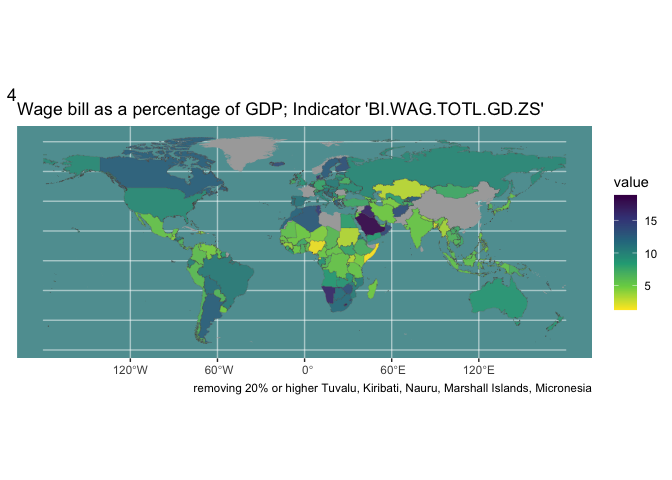 4
Wage bill as a percentage of GDP; Indicator 'BI.WAG.TOTL.GD.ZS'
value
15
10
5
120°W 60°W 0° 60°E 120°E
removing 20% or higher Tuvalu, Kiribati, Nauru, Marshall Islands, Micronesia